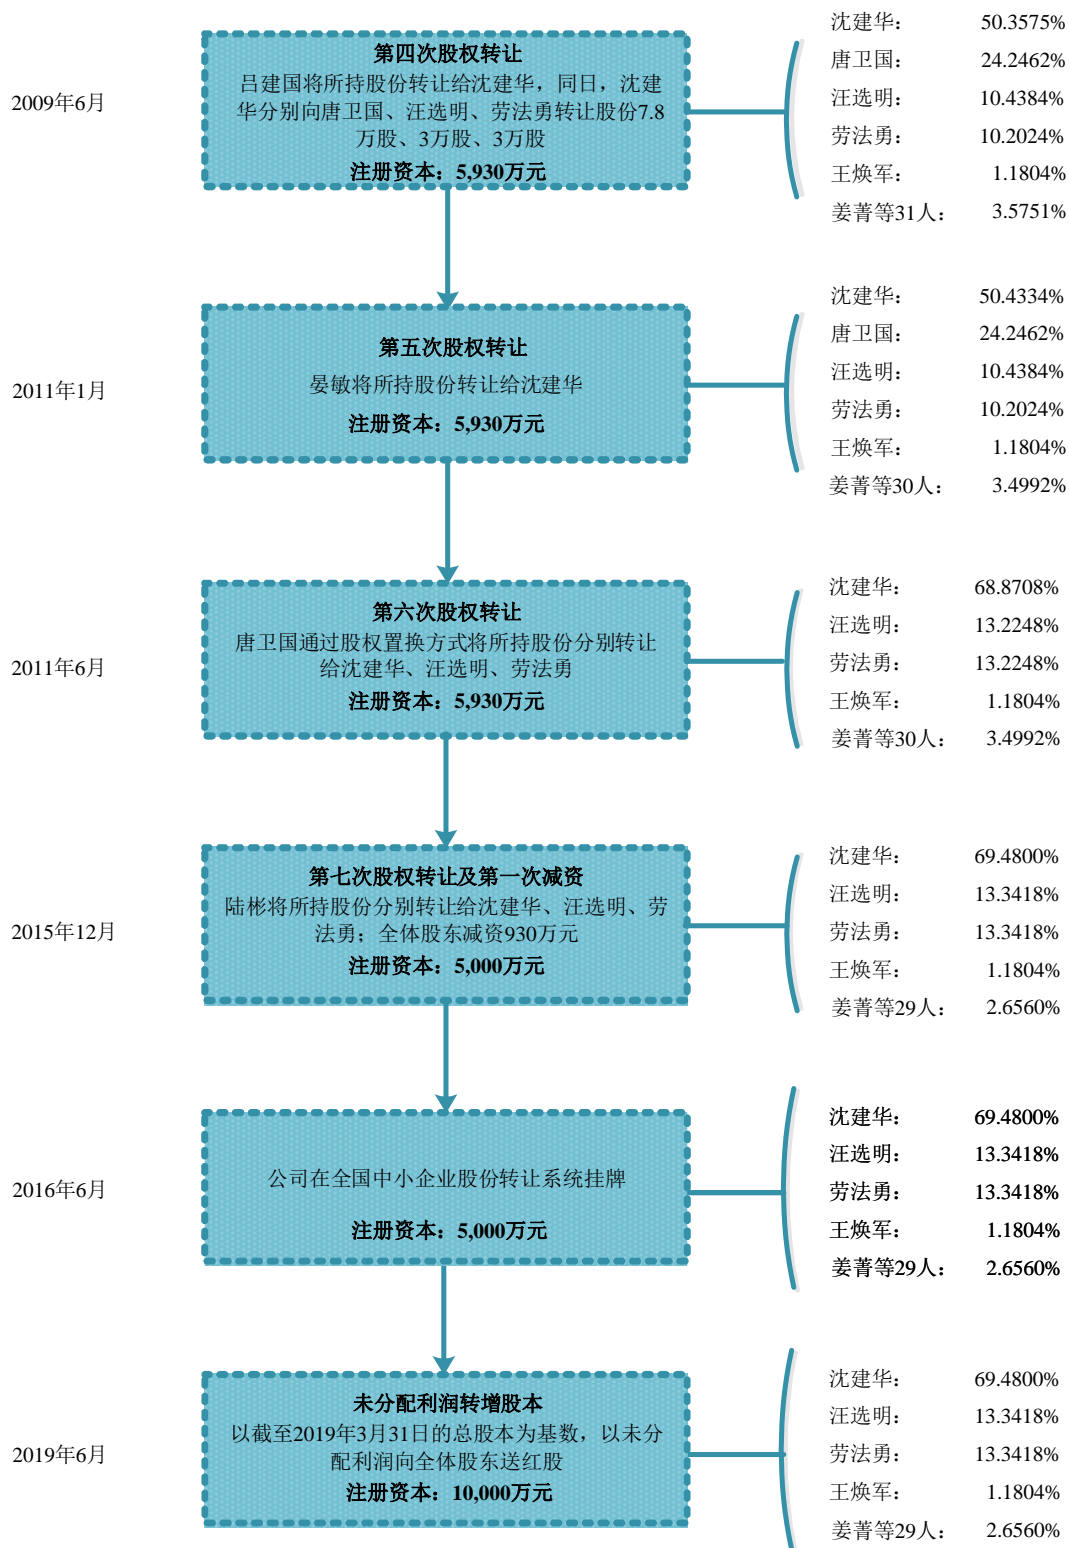 2009年6月
第四次股权转让
吕建国将所持股份转让给沈建华，同日，沈建
华分别向唐卫国、汪选明、劳法勇转让股份7.8
万股、3万股、3万股
注册资本：5,930万元
沈建华： 50.3575%
唐卫国： 24.2462%
汪选明： 10.4384%
劳法勇： 10.2024%
王焕军： 1.1804%
姜菁等31人： 3.5751%
2011年1月
第五次股权转让
晏敏将所持股份转让给沈建华
注册资本：5,930万元
沈建华： 50.4334%
唐卫国： 24.2462%
汪选明： 10.4384%
劳法勇： 10.2024%
王焕军： 1.1804%
姜菁等30人： 3.4992%
2011年6月
第六次股权转让
唐卫国通过股权置换方式将所持股份分别转让
给沈建华、汪选明、劳法勇
注册资本：5,930万元
沈建华： 68.8708%
汪选明： 13.2248%
劳法勇： 13.2248%
王焕军： 1.1804%
姜菁等30人： 3.4992%
2015年12月
第七次股权转让及第一次减资
陆彬将所持股份分别转让给沈建华、汪选明、劳
法勇；全体股东减资930万元
注册资本：5,000万元
沈建华： 69.4800%
汪选明： 13.3418%
劳法勇： 13.3418%
王焕军： 1.1804%
姜菁等29人： 2.6560%
2016年6月
公司在全国中小企业股份转让系统挂牌
注册资本：5,000万元
沈建华： 69.4800%
汪选明： 13.3418%
劳法勇： 13.3418%
王焕军： 1.1804%
姜菁等29人： 2.6560%
2019年6月
未分配利润转增股本
以截至2019年3月31日的总股本为基数，以未分
配利润向全体股东送红股
注册资本：10,000万元
沈建华： 69.4800%
汪选明： 13.3418%
劳法勇： 13.3418%
王焕军： 1.1804%
姜菁等29人： 2.6560%